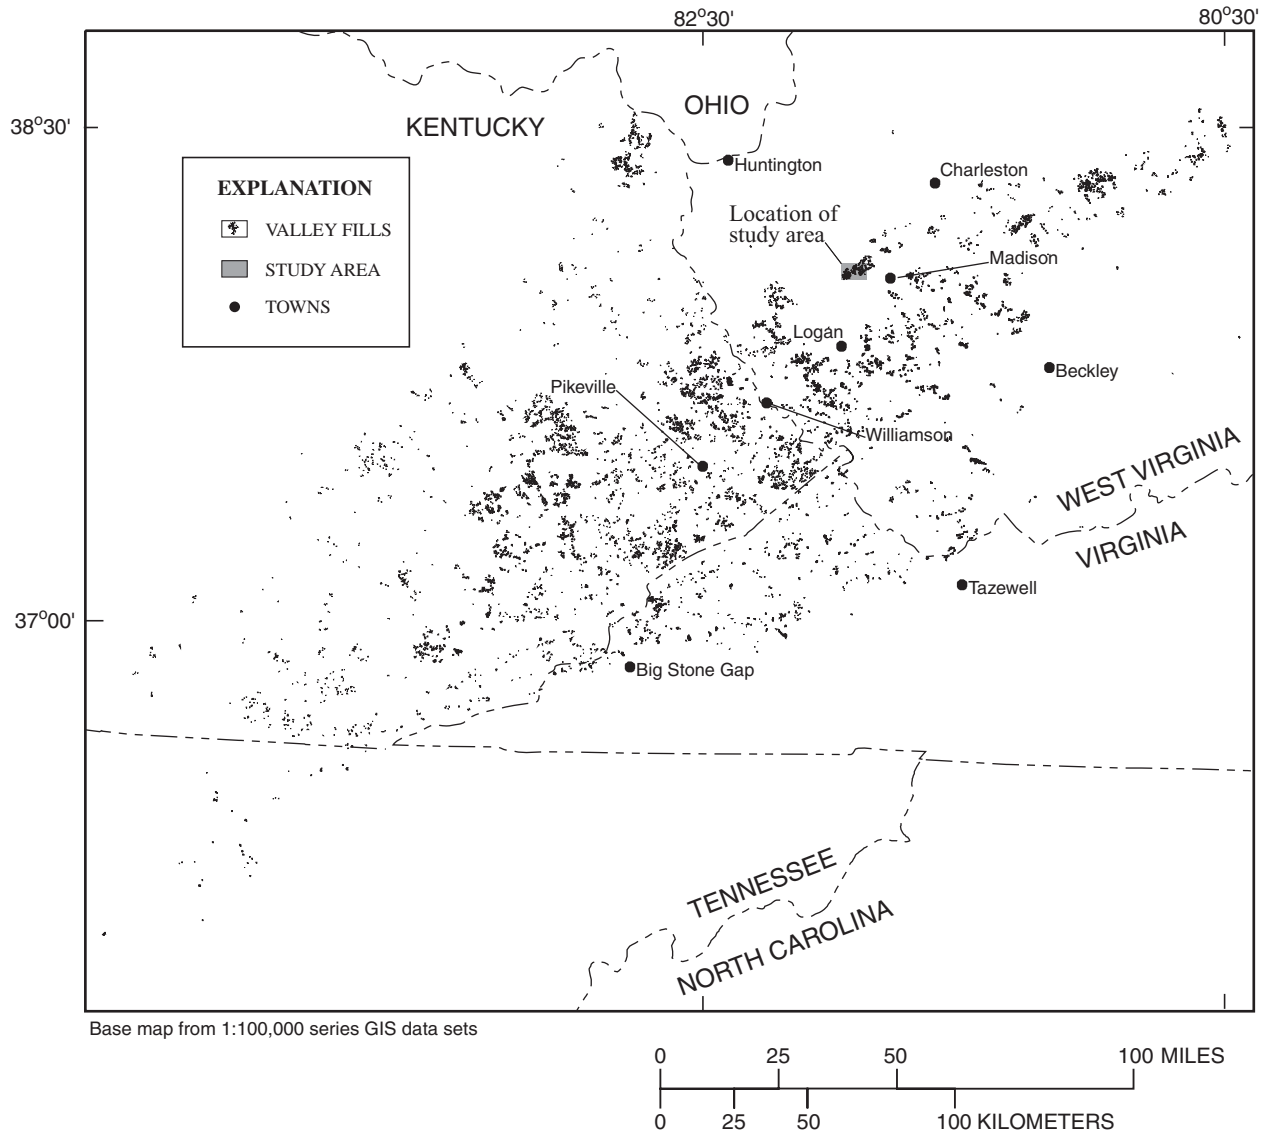 82°30'
80°30'
38°30'
37°00'
KENTUCKY
OHIO
Huntington
Charleston
EXPLANATION
VALLEY FILLS
STUDY AREA
TOWNS
Location of
study area
Madison
Logan
Beckley
Pikeville
Williamson
WEST VIRGINIA
VIRGINIA
Tazewell
Big Stone Gap
TENNESSEE
NORTH CAROLINA
Base map from 1:100,000 series GIS data sets
0 25 50 100 MILES
0 25 50 100 KILOMETERS